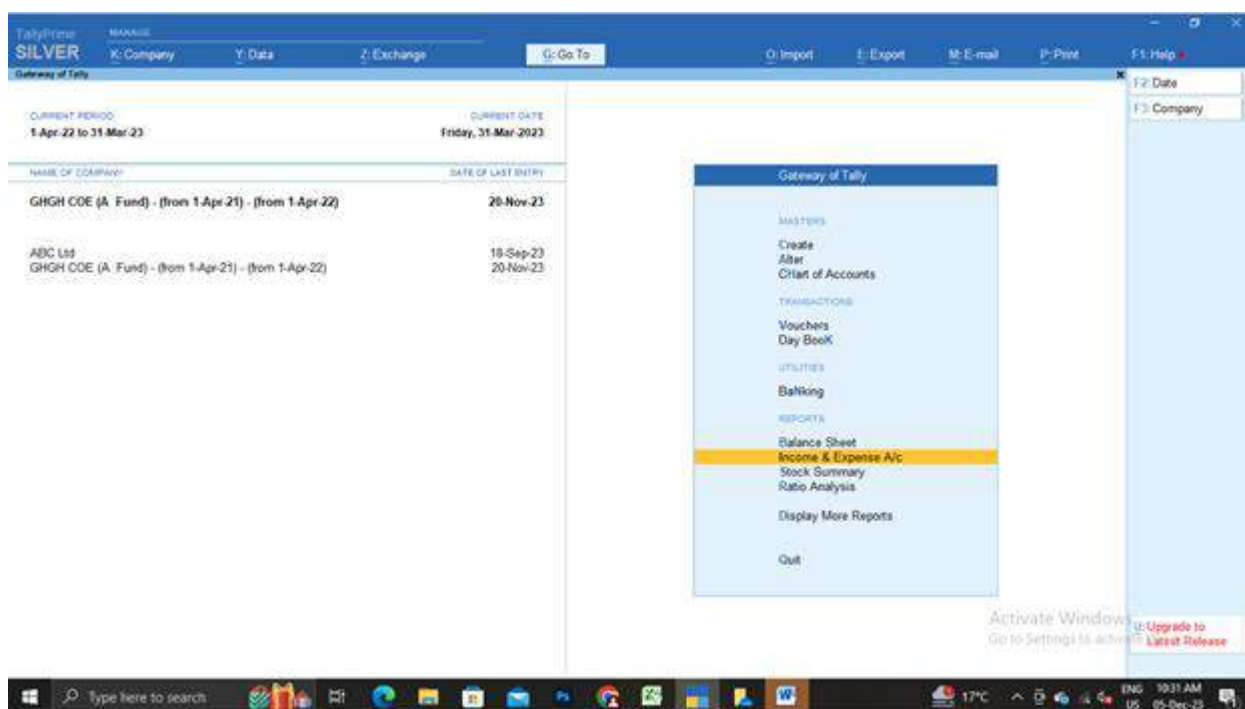 TallyPrime MANAGE
SILVER K: Company Y: Data Z: Exchange G: Go To O: Import E: Export M: E-mail P: Print F1: Help
Gateway of Tally
CURRENT PERIOD CURRENT DATE
1-Apr-22 to 31-Mar-23 Friday, 31-Mar-2023
NAME OF COMPANY DATE OF LAST ENTRY
GHGH COE (A Fund) - (from 1-Apr-21) - (from 1-Apr-22) 20-Nov-23
ABC Ltd 18-Sep-23
GHGH COE (A Fund) - (from 1-Apr-21) - (from 1-Apr-22) 20-Nov-23
Gateway of Tally
MASTERS
Create
Alter
CHart of Accounts
TRANSACTIONS
Vouchers
Day BooK
UTILITIES
BaNking
REPORTS
Balance Sheet
Income & Expense A/c
Stock Summary
Ratio Analysis
Display More Reports
Quit
F2: Date
F3: Company
Activate Windows
Go to Settings to activate
U: Upgrade to
Latest Release
Type here to search
17°C
ENG 10:31 AM
US 05-Dec-23